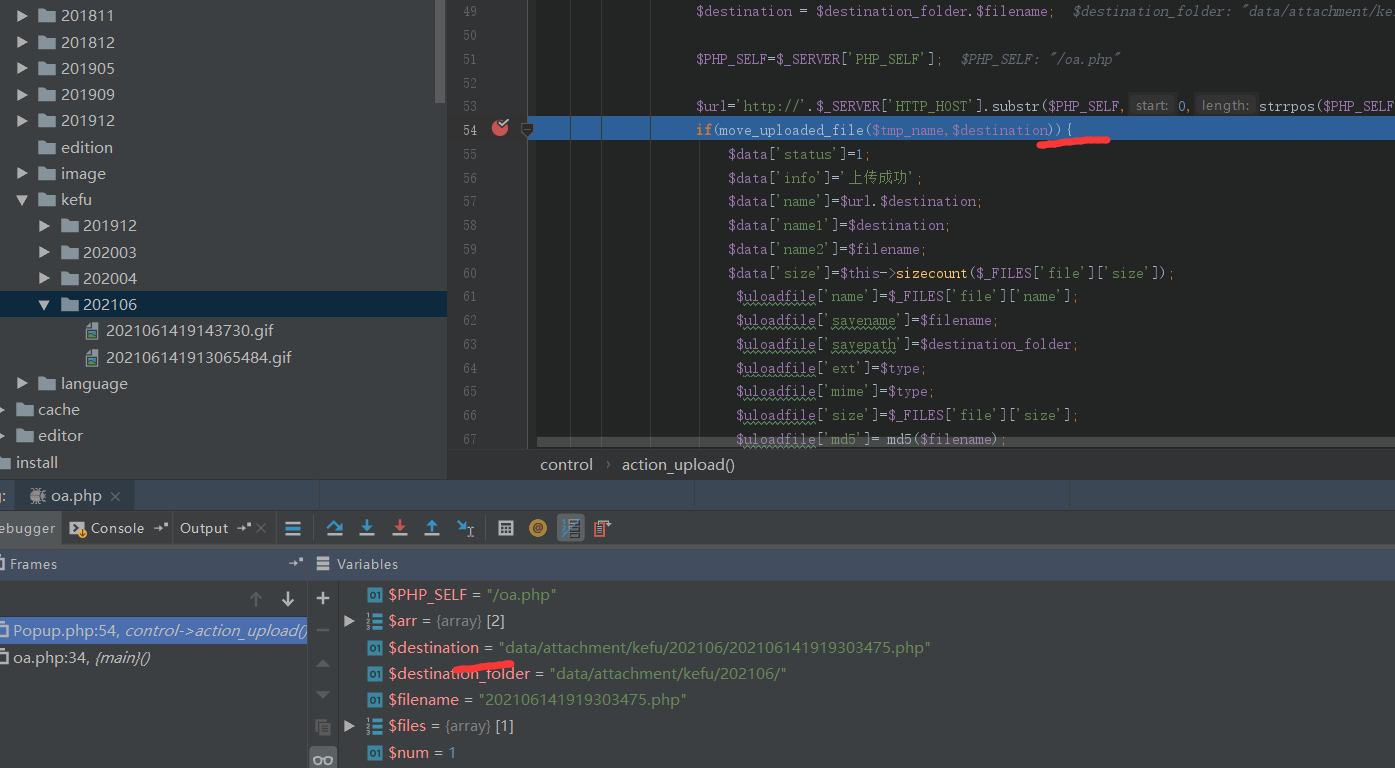 201811
201812
201905
201909
201912
edition
image
kefu
201912
202003
202004
202106
2021061419143730.gif
202106141913065484.gif
language
cache
editor
install
49 $destination = $destination_folder.$filename; $destination_folder: "data/attachment/kef
50
51 $PHP_SELF=$_SERVER['PHP_SELF']; $PHP_SELF: "/oa.php"
52
53 $url='http://'.$_SERVER['HTTP_HOST'].substr($PHP_SELF, start: 0, length: strrpos($PHP_SELF
54 if(move_uploaded_file($tmp_name,$destination)){
55 $data['status']=1;
56 $data['info']='上传成功';
57 $data['name']=$url.$destination;
58 $data['name1']=$destination;
59 $data['name2']=$filename;
60 $data['size']=$this->sizecount($_FILES['file']['size']);
61 $uloadfile['name']=$_FILES['file']['name'];
62 $uloadfile['savename']=$filename;
63 $uloadfile['savepath']=$destination_folder;
64 $uloadfile['ext']=$type;
65 $uloadfile['mime']=$type;
66 $uloadfile['size']=$_FILES['file']['size'];
67 $uloadfile['md5']= md5($filename);
control › action_upload()
g: oa.php ×
ebugger Console Output
Frames
Variables
Popup.php:54, control->action_upload()
oa.php:34, {main}()
$PHP_SELF = "/oa.php"
$arr = {array} [2]
$destination = "data/attachment/kefu/202106/202106141919303475.php"
$destination_folder = "data/attachment/kefu/202106/"
$filename = "202106141919303475.php"
$files = {array} [1]
$num = 1